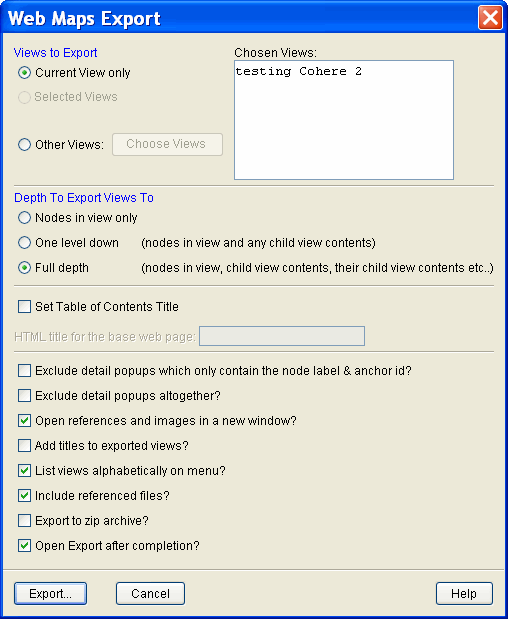 Web Maps Export
Views to Export
Chosen Views:
Current View only
testing Cohere 2
Selected Views
Other Views:
Choose Views
Depth To Export Views To
Nodes in view only
One level down (nodes in view and any child view contents)
Full depth (nodes in view, child view contents, their child view contents etc..)
Set Table of Contents Title
HTML title for the base web page:
Exclude detail popups which only contain the node label & anchor id?
Exclude detail popups altogether?
Open references and images in a new window?
Add titles to exported views?
List views alphabetically on menu?
Include referenced files?
Export to zip archive?
Open Export after completion?
Export...
Cancel
Help